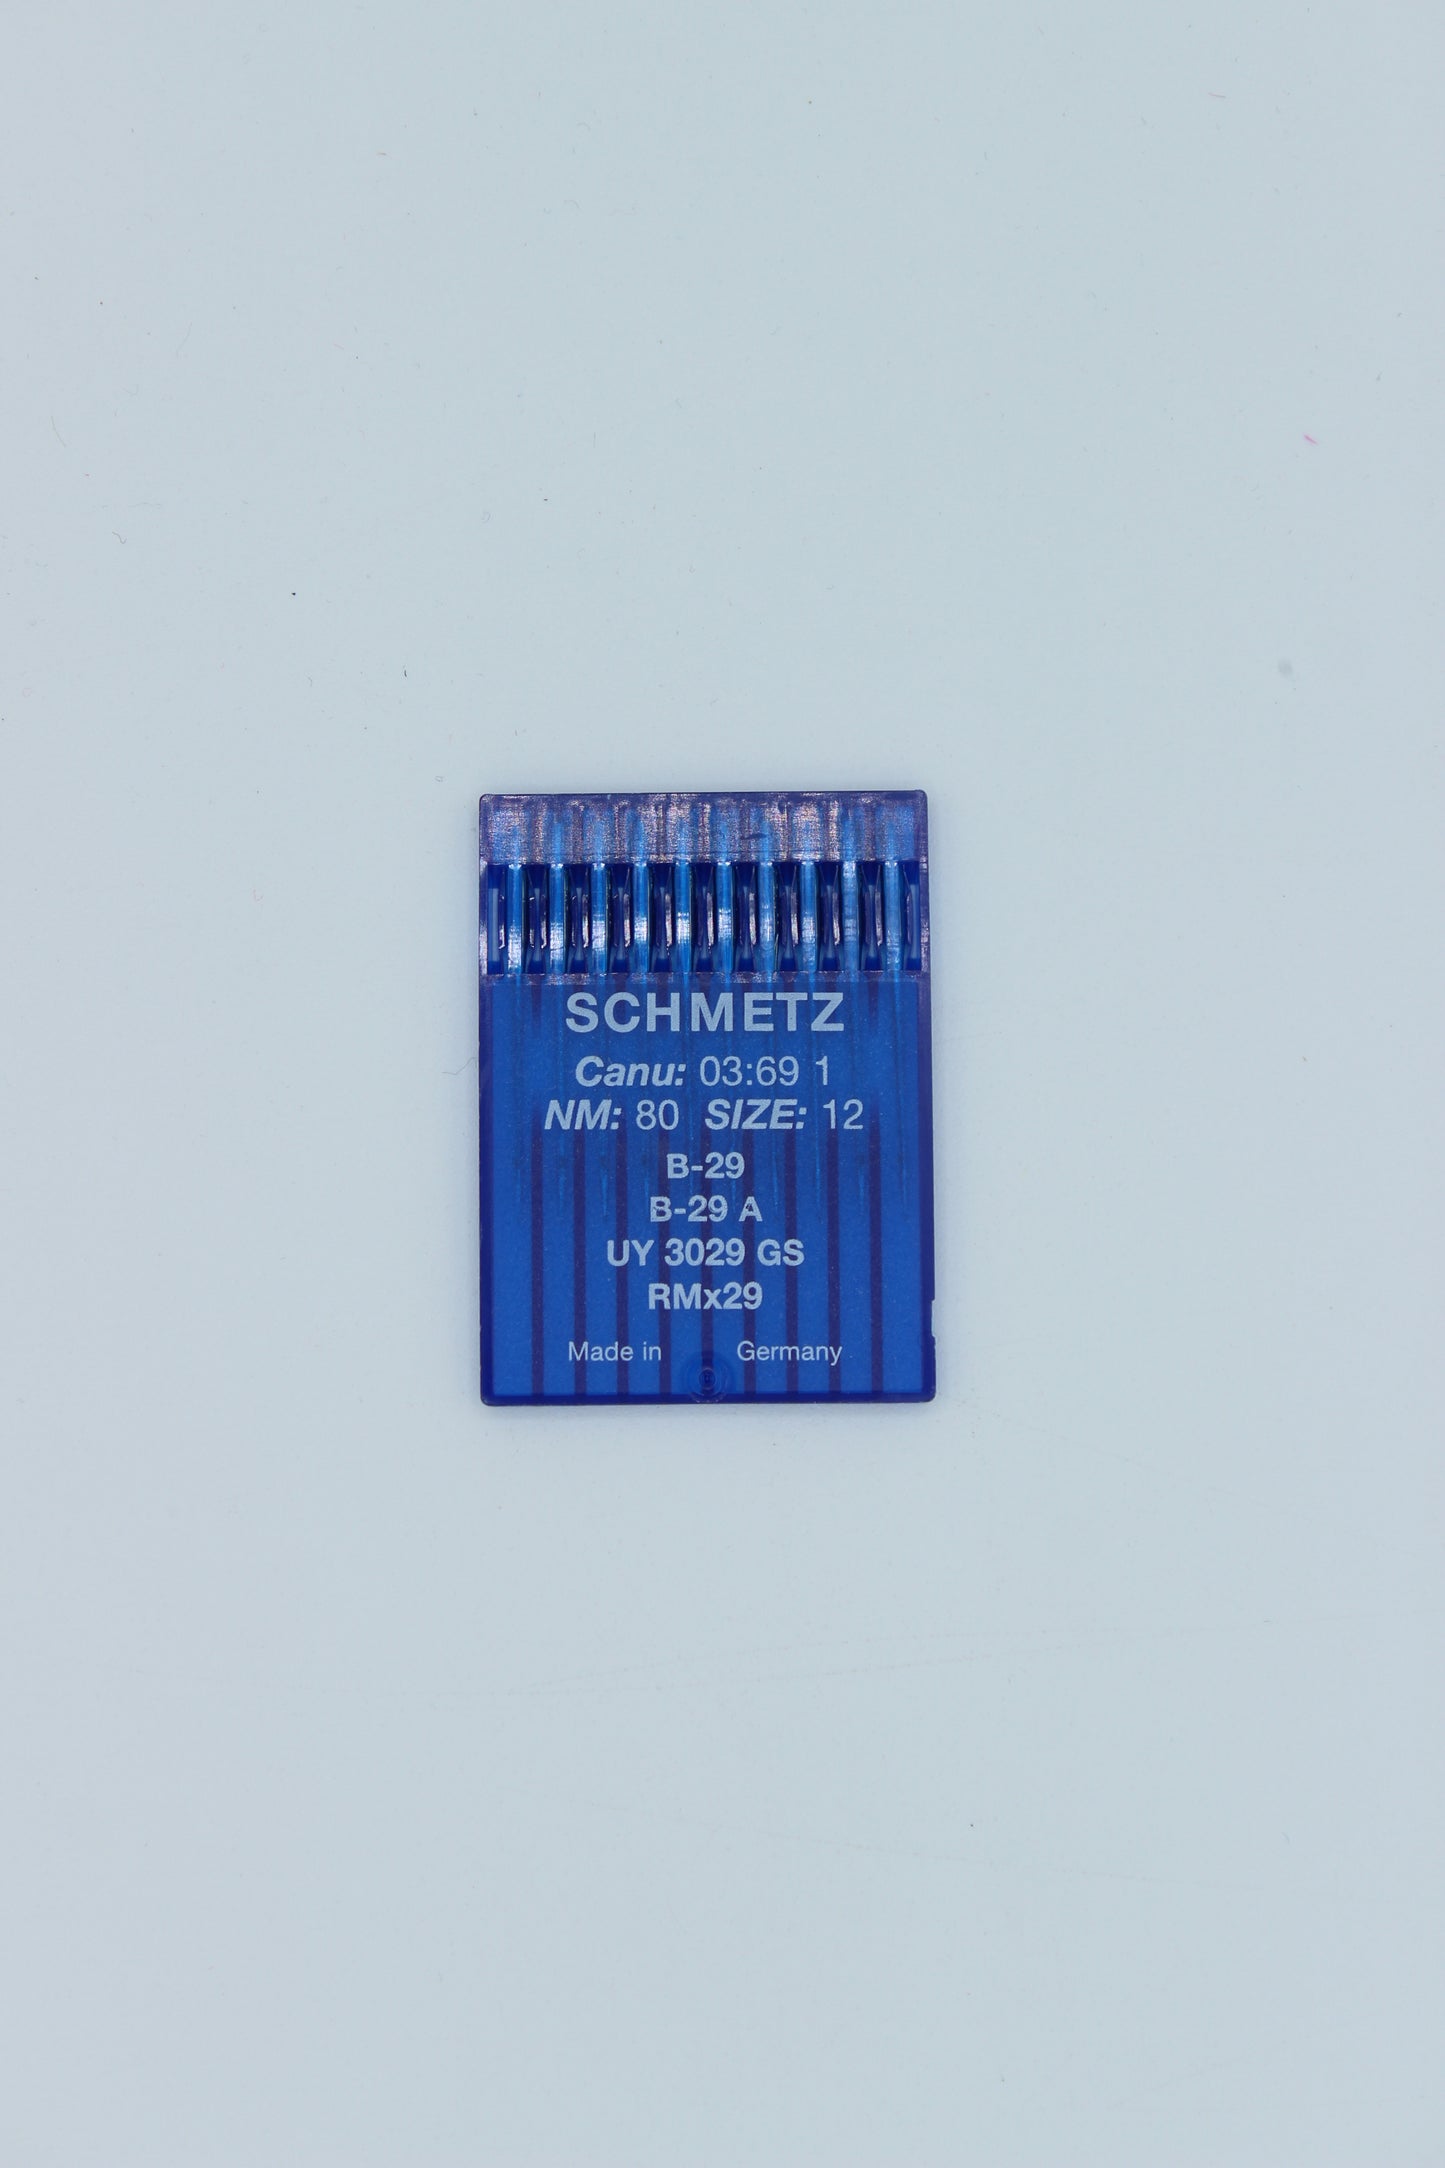 SCHMETZ
Canu: 03:69 1
NM: 80 SIZE: 12
B-29
B-29 A
UY 3029 GS
RMx29
Made in Germany